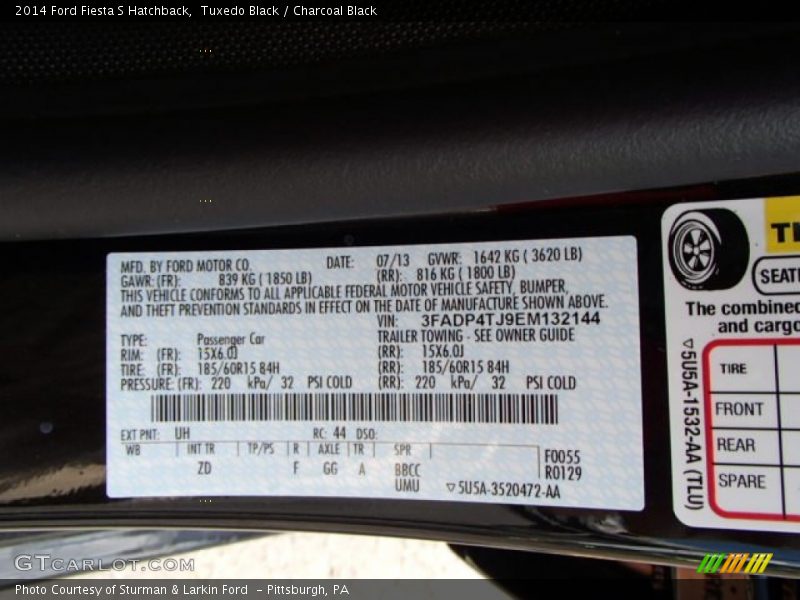 2014 Ford Fiesta S Hatchback,  Tuxedo Black / Charcoal Black
MFD. BY FORD MOTOR CO. DATE: 07/13 GVWR: 1642 KG ( 3620 LB)
GAWR: (FR): 839 KG ( 1850 LB) (RR): 816 KG ( 1800 LB)
THIS VEHICLE CONFORMS TO ALL APPLICABLE FEDERAL MOTOR VEHICLE SAFETY, BUMPER,
AND THEFT PREVENTION STANDARDS IN EFFECT ON THE DATE OF MANUFACTURE SHOWN ABOVE.
VIN: 3FADP4TJ9EM132144
TYPE: Passenger Car TRAILER TOWING - SEE OWNER GUIDE
RIM: (FR): 15X6.0J (RR): 15X6.0J
TIRE: (FR): 185/60R15 84H (RR): 185/60R15 84H
PRESSURE: (FR): 220 kPa/ 32 PSI COLD (RR): 220 kPa/ 32 PSI COLD
EXT PNT: UH RC: 44 DSO:
WB INT TR TP/PS R AXLE TR SPR
ZD F GG A BBCC
UMU
F0055
R0129
▽5U5A-3520472-AA
▽5U5A-1532-AA (TLU)
SEATI
The combined
and cargo
TIRE
FRONT
REAR
SPARE
GTCARLOT.COM
Photo Courtesy of Sturman & Larkin Ford  - Pittsburgh, PA